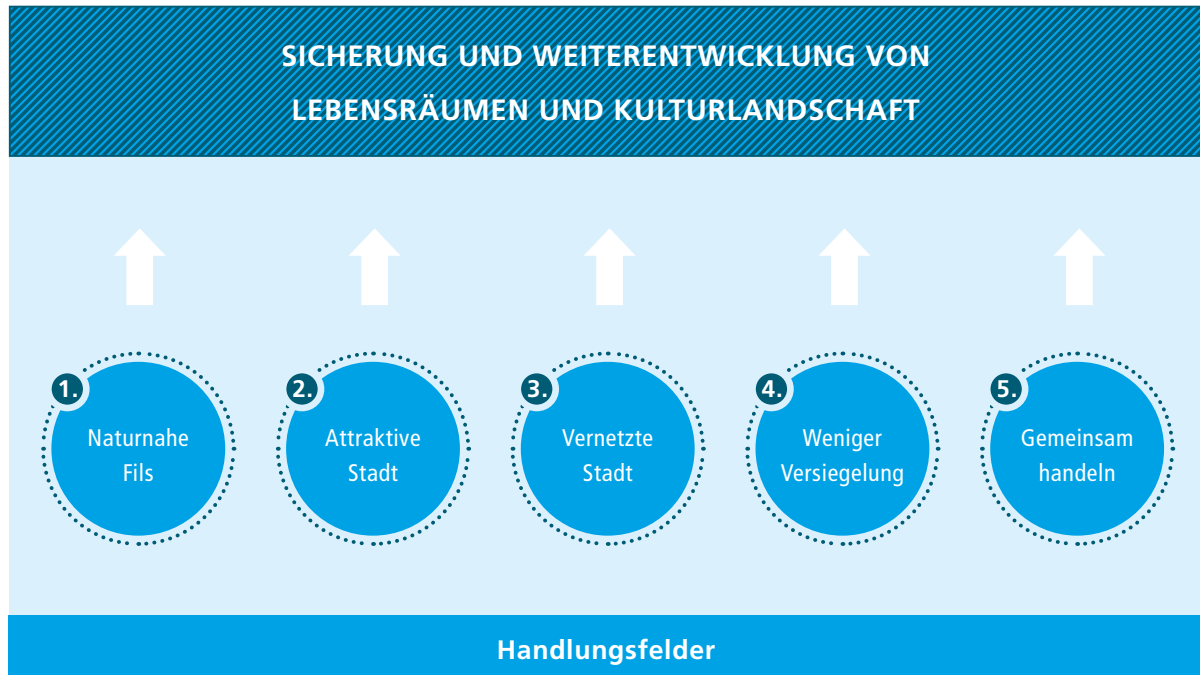 SICHERUNG UND WEITERENTWICKLUNG VON
LEBENSRÄUMEN UND KULTURLANDSCHAFT
1.
Naturnahe
Fils
2.
Attraktive
Stadt
3.
Vernetzte
Stadt
4.
Weniger
Versiegelung
5.
Gemeinsam
handeln
Handlungsfelder